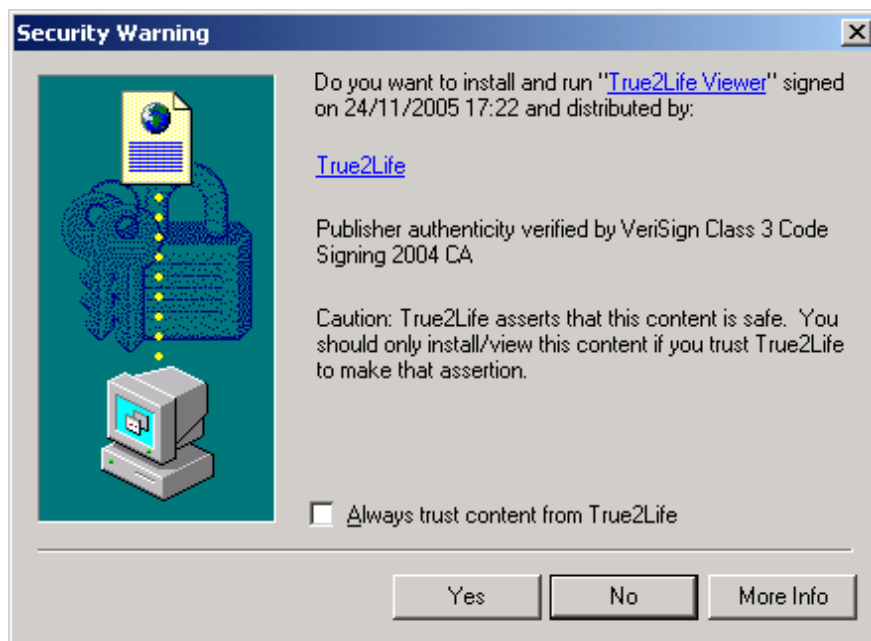 Security Warning
Do you want to install and run "True2Life Viewer" signed
on 24/11/2005 17:22 and distributed by:
True2Life
Publisher authenticity verified by VeriSign Class 3 Code
Signing 2004 CA
Caution: True2Life asserts that this content is safe.  You
should only install/view this content if you trust True2Life
to make that assertion.
Always trust content from True2Life
Yes
No
More Info